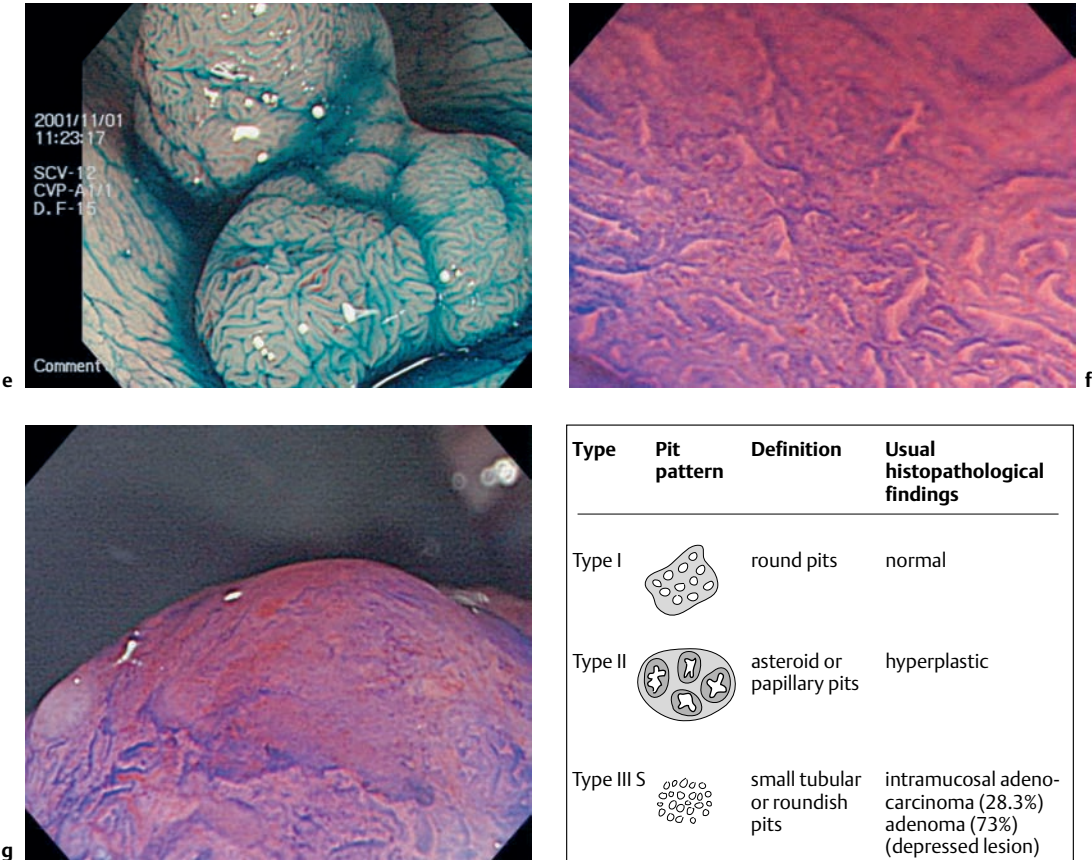 2001/11/01
11:23:17
SCV-12
CVP-A1/1
D.F-15
Comment
e
f
g
Type Pit pattern Definition Usual histopathological findings
Type I round pits normal
Type II asteroid or papillary pits hyperplastic
Type III S small tubular or roundish pits intramucosal adeno-
carcinoma (28.3%)
adenoma (73%)
(depressed lesion)